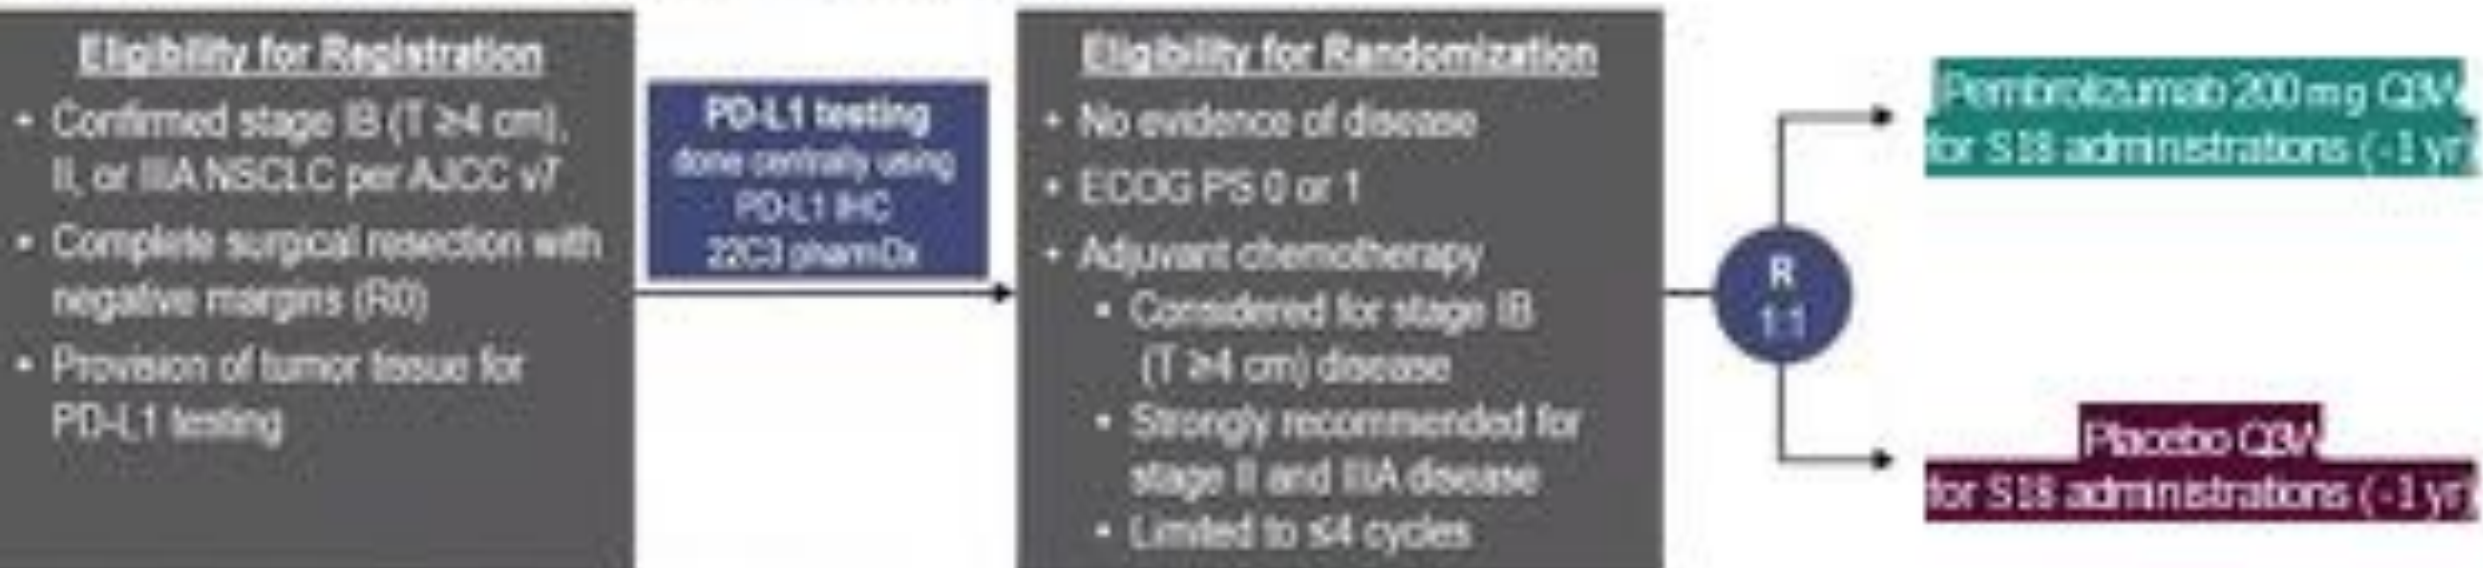 Eligibility for Registration
• Confirmed stage IB (T ≥4 cm),
II, or IIIA NSCLC per AJCC v7
• Complete surgical resection with
negative margins (R0)
• Provision of tumor tissue for
PD-L1 testing
PD-L1 testing
done centrally using
PD-L1 IHC
22C3 pharmDx
Eligibility for Randomization
• No evidence of disease
• ECOG PS 0 or 1
• Adjuvant chemotherapy
• Considered for stage IB
(T ≥4 cm) disease
• Strongly recommended for
stage II and IIIA disease
• Limited to ≤4 cycles
R
1:1
Pembrolizumab 200 mg Q3W
for S18 administrations (-1 yr)
Placebo Q3W
for S18 administrations (-1 yr)